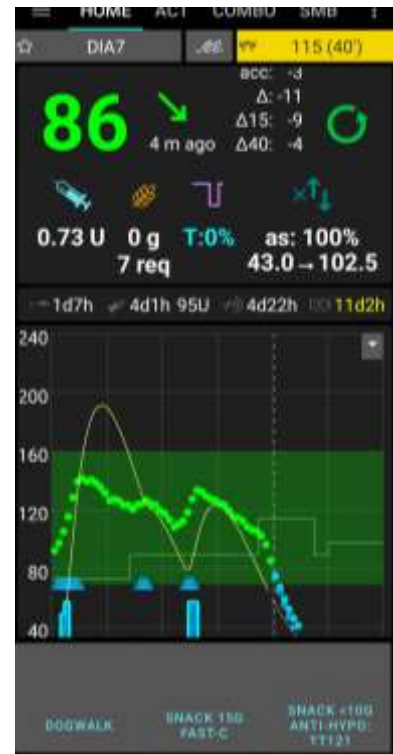 HOME ACT COMBO SMB
DIA7
115 (40')
86
4 m ago
acc: -3
Δ: -11
Δ15: -9
Δ40: -4
0.73 U 0 g T:0% as: 100%
7 req 43.0→102.5
1d7h 4d1h 95U 4d22h 11d2h
240
200
160
120
80
40
DOGWALK
SNACK 15G
FAST-C
SNACK <10G
ANTI-HYPO:
TT121